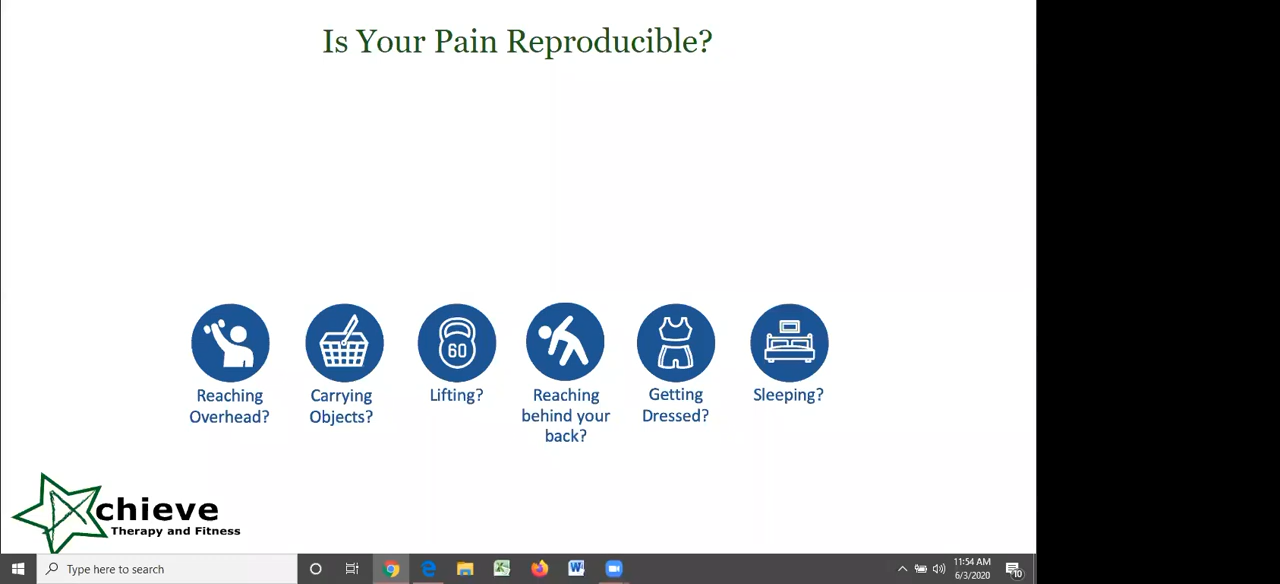 Is Your Pain Reproducible?
60
Reaching
Overhead?
Carrying
Objects?
Lifting?
Reaching
behind your
back?
Getting
Dressed?
Sleeping?
chieve
Therapy and Fitness
Type here to search
11:54 AM
6/3/2020
10